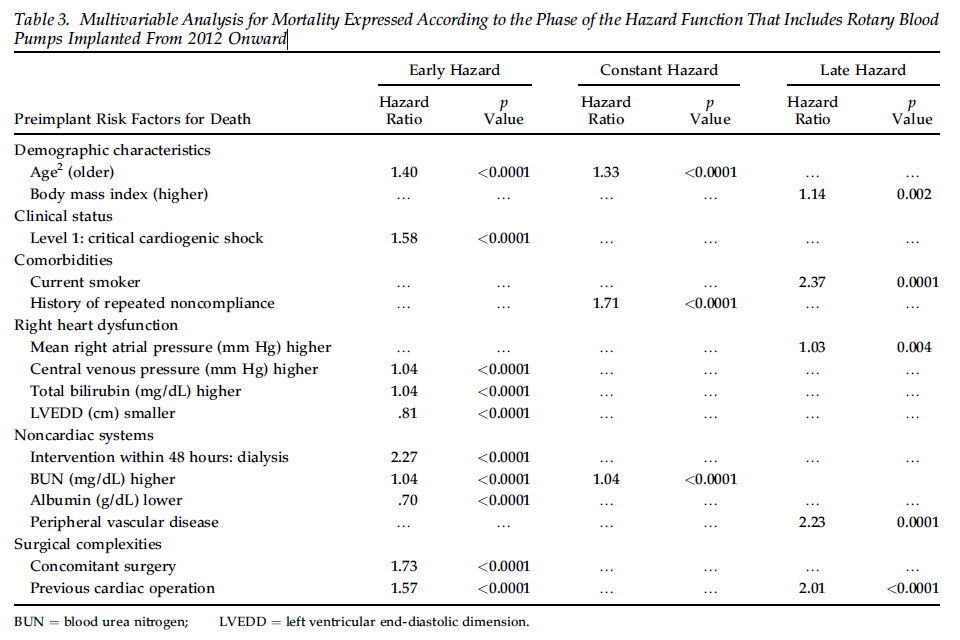 Table 3. Multivariable Analysis for Mortality Expressed According to the Phase of the Hazard Function That Includes Rotary Blood
Pumps Implanted From 2012 Onward
Early Hazard Constant Hazard Late Hazard
Preimplant Risk Factors for Death Hazard Ratio p Value Hazard Ratio p Value Hazard Ratio p Value
Demographic characteristics
Age² (older) 1.40 <0.0001 1.33 <0.0001 … …
Body mass index (higher) … … … … 1.14 0.002
Clinical status
Level 1: critical cardiogenic shock 1.58 <0.0001 … … … …
Comorbidities
Current smoker … … … … 2.37 0.0001
History of repeated noncompliance … … 1.71 <0.0001 … …
Right heart dysfunction
Mean right atrial pressure (mm Hg) higher … … … … 1.03 0.004
Central venous pressure (mm Hg) higher 1.04 <0.0001 … … … …
Total bilirubin (mg/dL) higher 1.04 <0.0001 … … … …
LVEDD (cm) smaller .81 <0.0001 … … … …
Noncardiac systems
Intervention within 48 hours: dialysis 2.27 <0.0001 … … … …
BUN (mg/dL) higher 1.04 <0.0001 1.04 <0.0001
Albumin (g/dL) lower .70 <0.0001 … … … …
Peripheral vascular disease … … … … 2.23 0.0001
Surgical complexities
Concomitant surgery 1.73 <0.0001 … … … …
Previous cardiac operation 1.57 <0.0001 … … 2.01 <0.0001
BUN = blood urea nitrogen; LVEDD = left ventricular end-diastolic dimension.